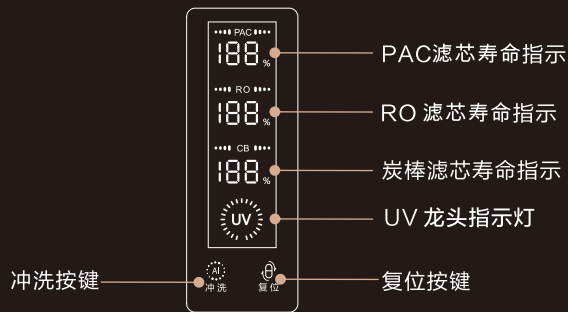 PAC
188%
PAC滤芯寿命指示
RO
188%
RO 滤芯寿命指示
CB
188%
炭棒滤芯寿命指示
UV
UV 龙头指示灯
AI
冲洗
复位
冲洗按键
复位按键